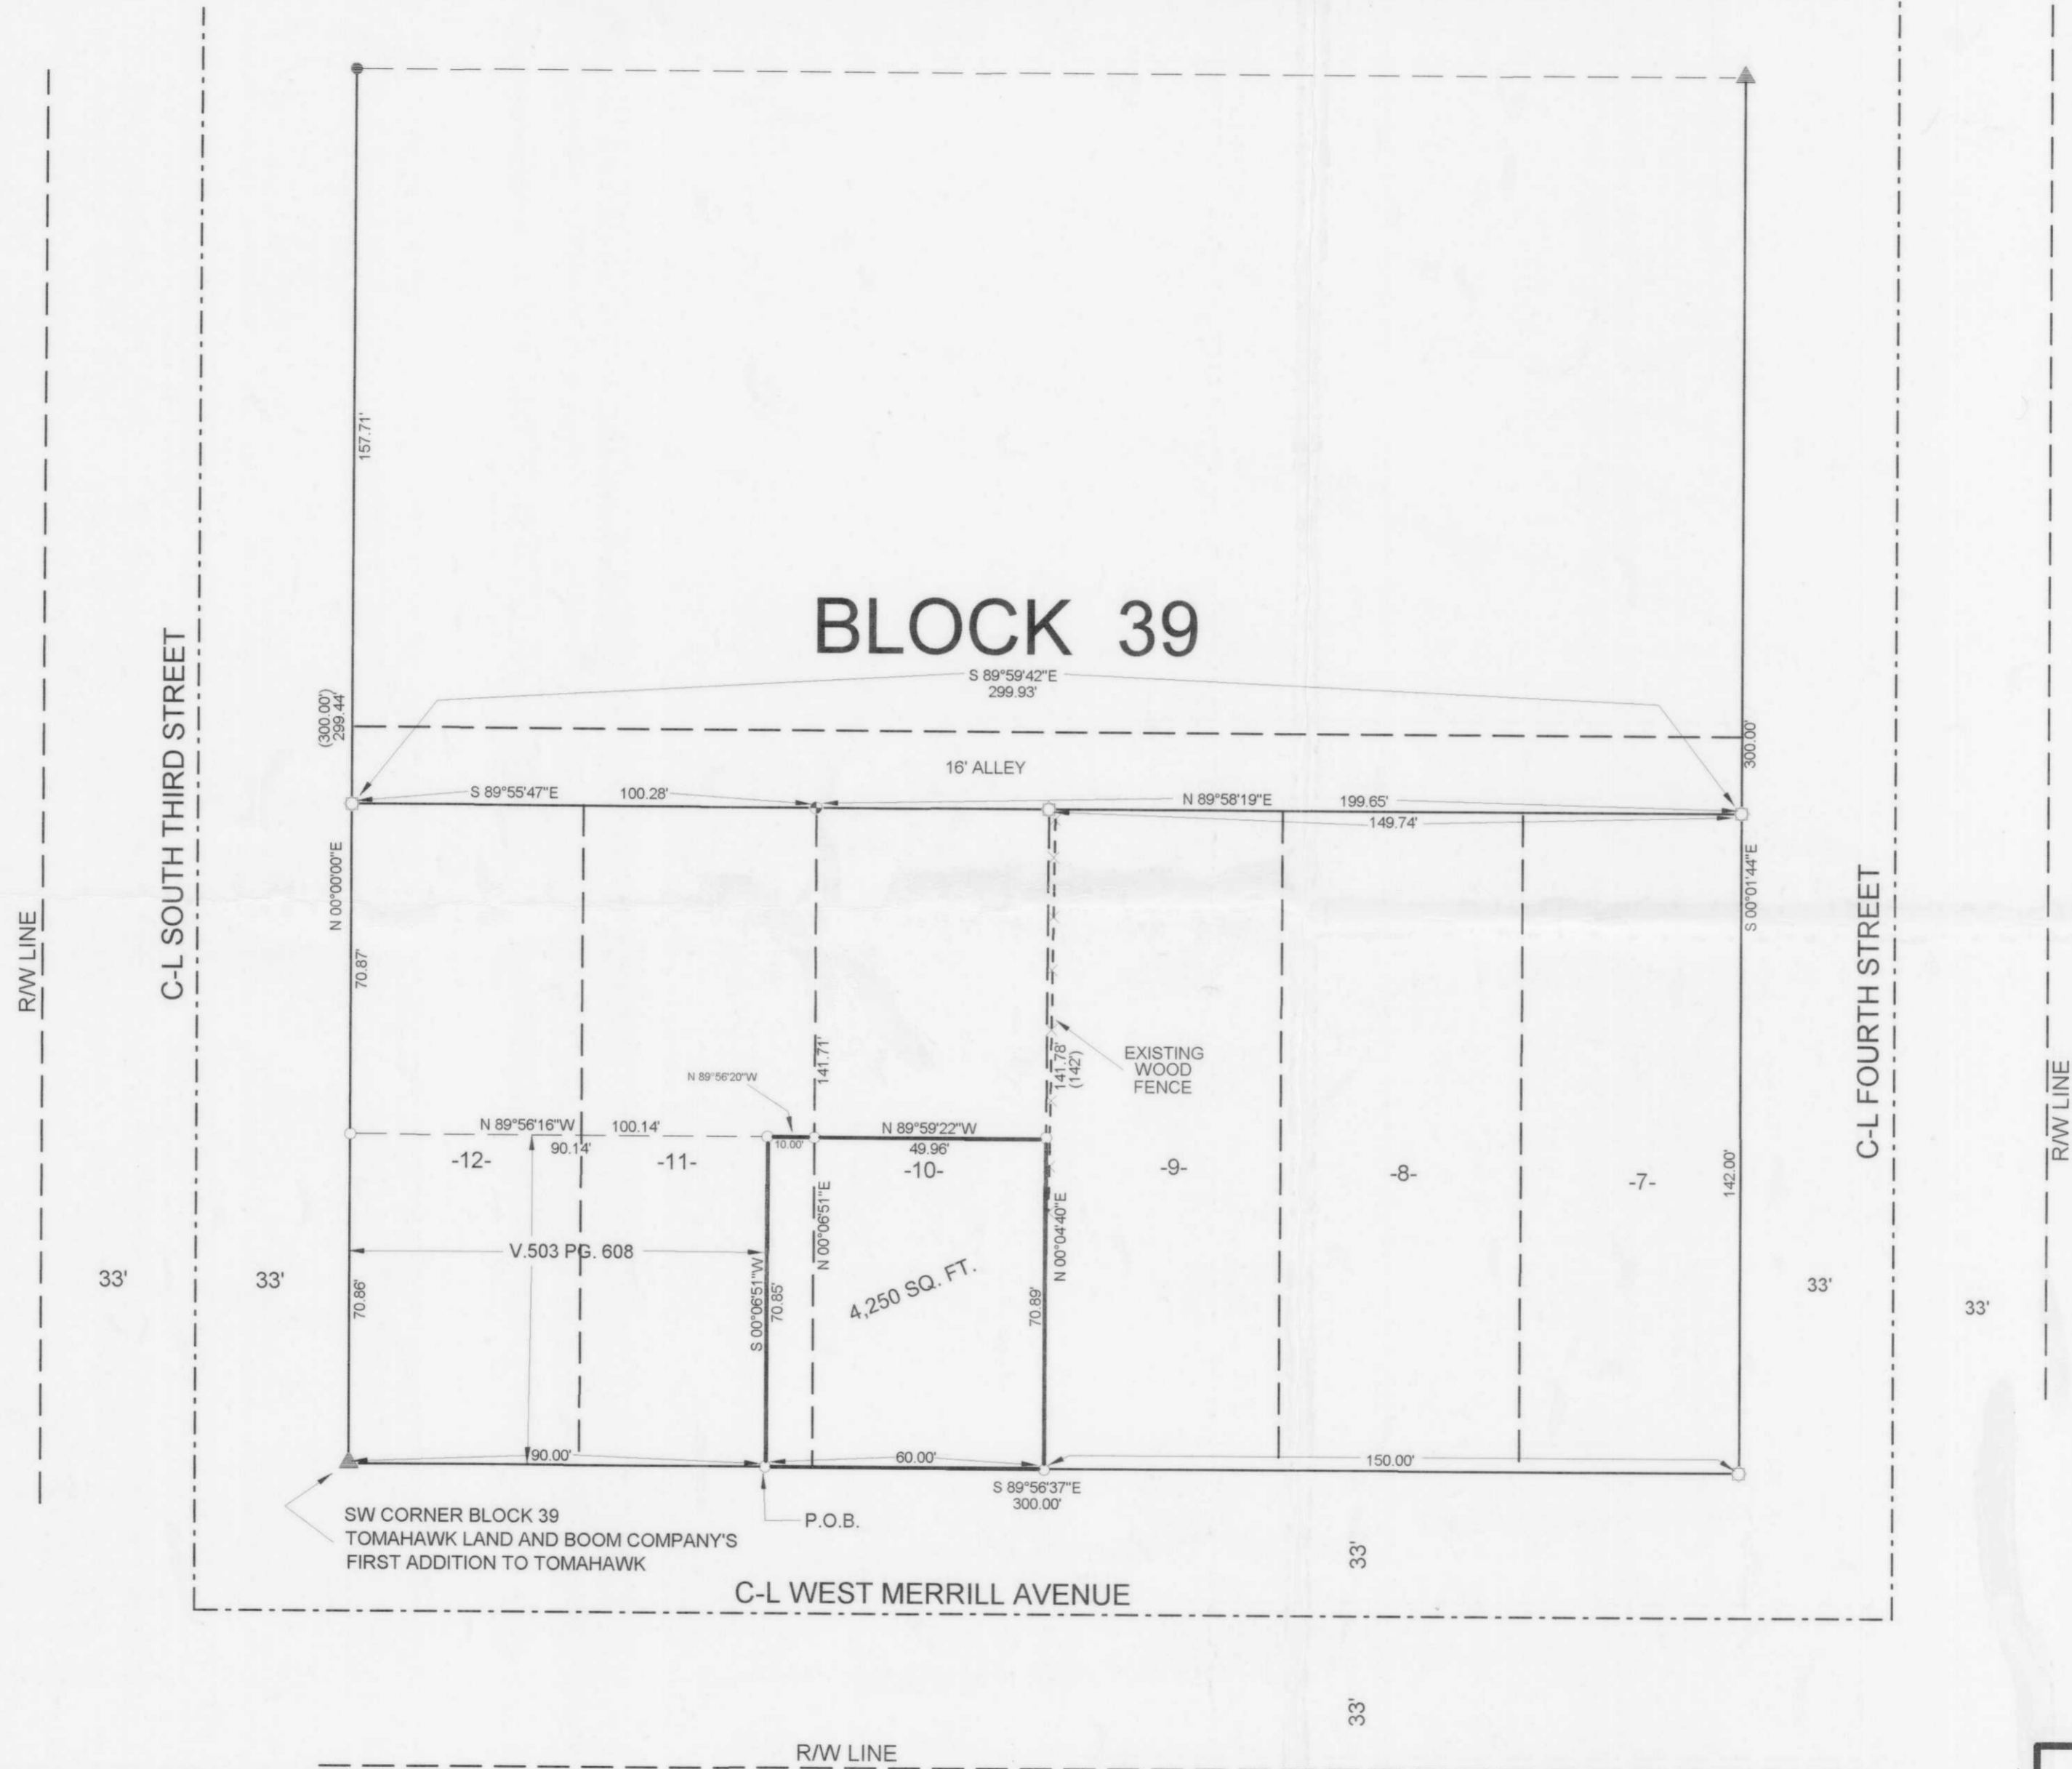 157.71'
BLOCK 39
S 89°59'42"E
299.93'
(300.00')
299.44'
300.00'
C-L SOUTH THIRD STREET
16' ALLEY
S 89°55'47"E
100.28'
N 89°58'19"E
199.65'
149.74'
N 00°00'00"E
S 00°01'44"E
R/W LINE
70.87'
C-L FOURTH STREET
141.71'
141.78'
(142')
EXISTING
WOOD
FENCE
N 89°56'20"W
R/W LINE
N 89°56'16"W
100.14'
90.14'
10.00'
N 89°59'22"W
49.96'
-12-
-11-
-10-
-9-
-8-
-7-
142.00'
N 00°06'51"E
N 00°04'40"E
V.503 PG. 608
33'
33'
70.86'
S 00°06'51"W
70.85'
4,250 SQ. FT.
70.89'
33'
33'
90.00'
60.00'
150.00'
S 89°56'37"E
300.00'
P.O.B.
SW CORNER BLOCK 39
TOMAHAWK LAND AND BOOM COMPANY'S
FIRST ADDITION TO TOMAHAWK
33'
C-L WEST MERRILL AVENUE
33'
R/W LINE